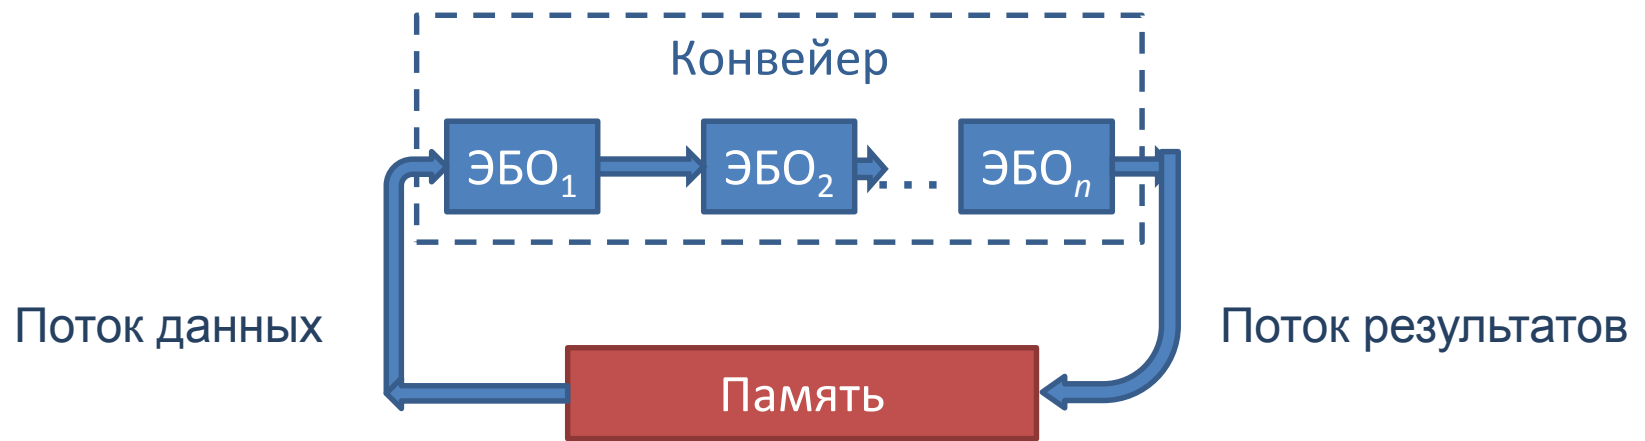 Конвейер
ЭБО1 ЭБО2 ... ЭБОn
Поток данных
Поток результатов
Память